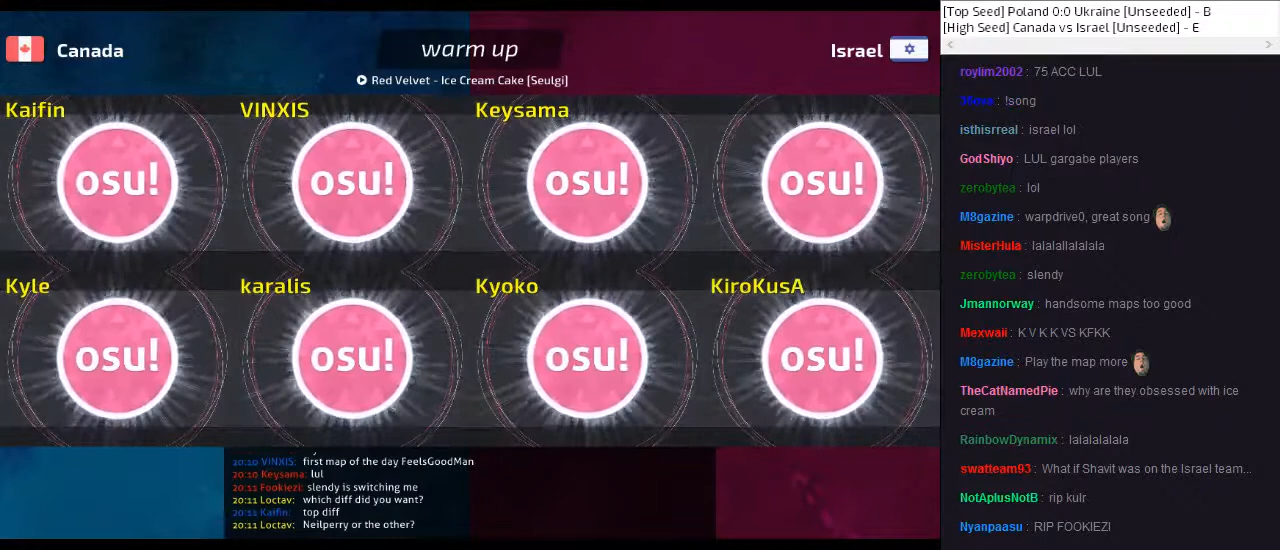 Canada
warm up
Israel
Red Velvet - Ice Cream Cake [Seulgi]
Kaifin
VINXIS
Keysama
osu!
osu!
osu!
osu!
Kyle
karalis
Kyoko
KiroKusA
osu!
osu!
osu!
osu!
20:10 VINXIS: first map of the day FeelsGoodMan
20:10 Keysama: lul
20:11 Fookiezi: slendy is switching me
20:11 Loctav: which diff did you want?
20:11 Kaifin: top diff
20:11 Loctav: Neilperry or the other?
[Top Seed] Poland 0:0 Ukraine [Unseeded] - B
[High Seed] Canada vs Israel [Unseeded] - E
roylim2002 : 75 ACC LUL
: !song
isthisrreal : israel lol
GodShiyo : LUL gargabe players
zerobytea : lol
M8gazine : warpdrive0, great song
MisterHula : lalalallalalala
zerobytea : slendy
Jmannorway : handsome maps too good
Mexwaii : K V K K VS KFKK
M8gazine : Play the map more
TheCatNamedPie : why are they obsessed with ice
cream
RainbowDynamix : lalalalalala
swatteam93 : What if Shavit was on the Israel team...
NotAplusNotB : rip kulr
Nyanpaasu : RIP FOOKIEZI